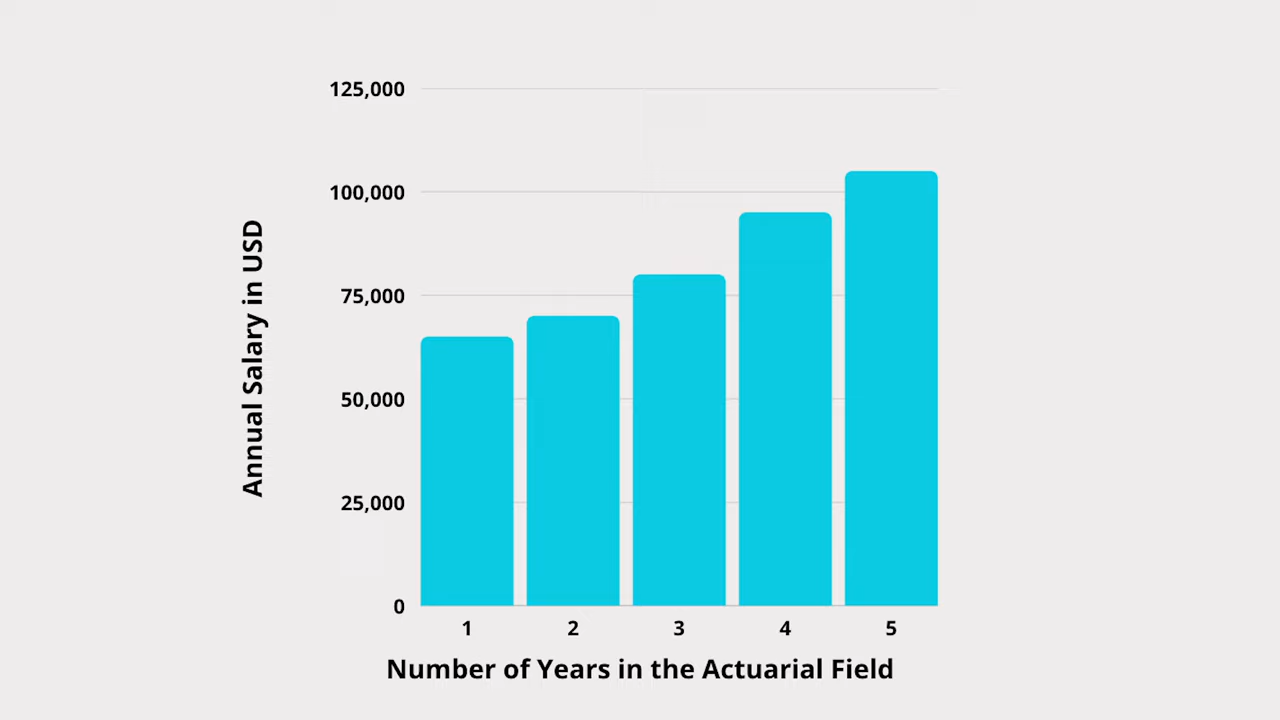 125,000
100,000
75,000
50,000
25,000
0
Annual Salary in USD
1 2 3 4 5
Number of Years in the Actuarial Field